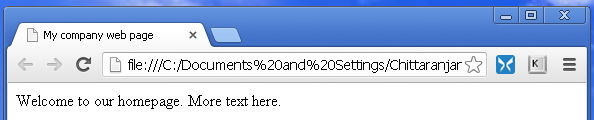 My company web page
file:///C:/Documents%20and%20Settings/Chittaranjan
K
Welcome to our homepage. More text here.